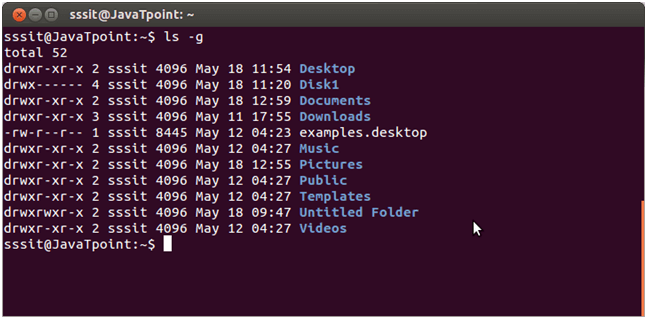 sssit@JavaTpoint: ~
sssit@JavaTpoint:~$ ls -g
total 52
drwxr-xr-x 2 sssit 4096 May 18 11:54 Desktop
drwx------ 4 sssit 4096 May 18 11:20 Disk1
drwxr-xr-x 2 sssit 4096 May 18 12:59 Documents
drwxr-xr-x 3 sssit 4096 May 11 17:55 Downloads
-rw-r--r-- 1 sssit 8445 May 12 04:23 examples.desktop
drwxr-xr-x 2 sssit 4096 May 12 04:27 Music
drwxr-xr-x 2 sssit 4096 May 18 12:55 Pictures
drwxr-xr-x 2 sssit 4096 May 12 04:27 Public
drwxr-xr-x 2 sssit 4096 May 12 04:27 Templates
drwxrwxr-x 2 sssit 4096 May 18 09:47 Untitled Folder
drwxr-xr-x 2 sssit 4096 May 12 04:27 Videos
sssit@JavaTpoint:~$